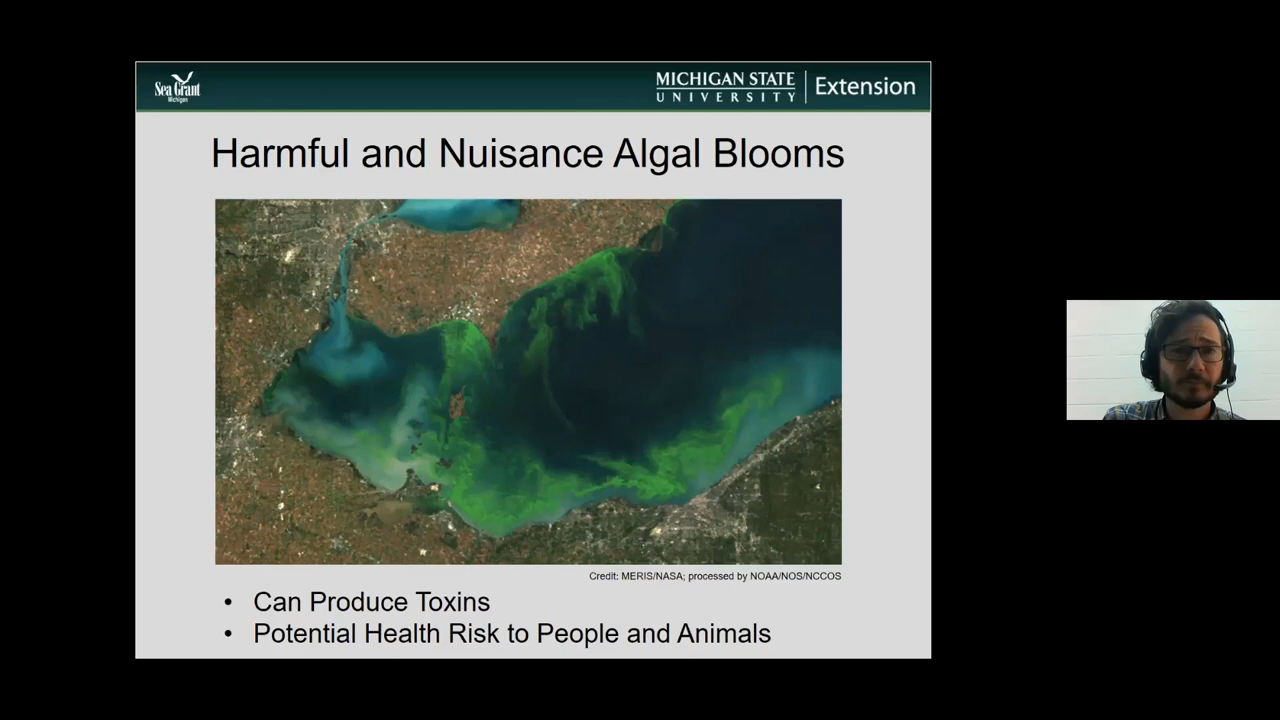 Sea Grant
Michigan
MICHIGAN STATE
UNIVERSITY
Extension
Harmful and Nuisance Algal Blooms
Credit: MERIS/NASA; processed by NOAA/NOS/NCCOS
• Can Produce Toxins
• Potential Health Risk to People and Animals